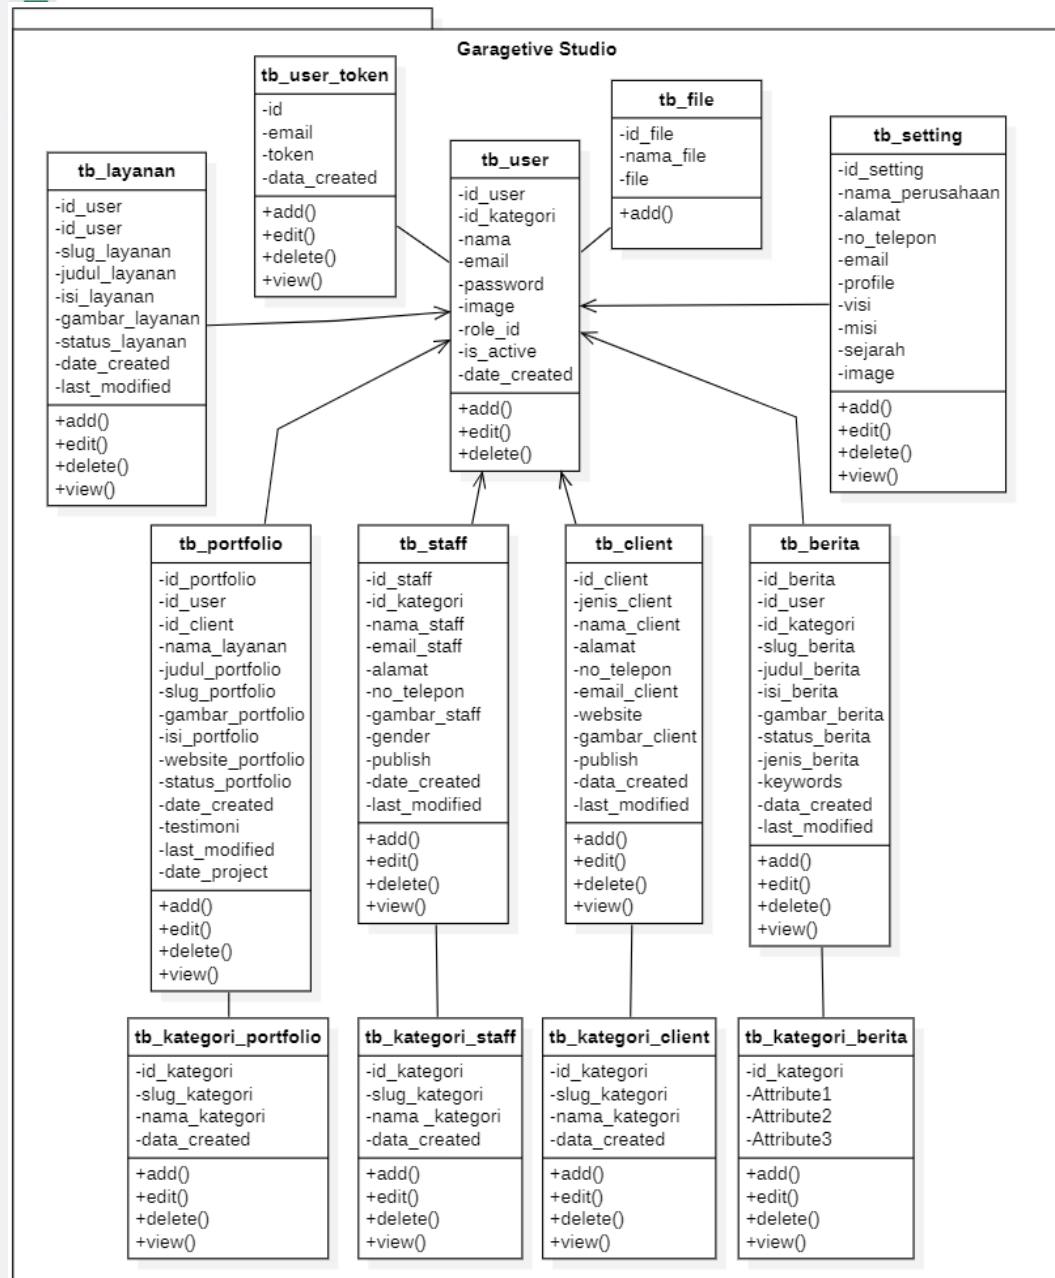 Garagetive Studio
tb_user_token
-id
-email
-token
-data_created
+add()
+edit()
+delete()
+view()
tb_file
-id_file
-nama_file
-file
+add()
tb_setting
-id_setting
-nama_perusahaan
-alamat
-no_telepon
-email
-profile
-visi
-misi
-sejarah
-image
+add()
+edit()
+delete()
+view()
tb_layanan
-id_user
-id_user
-slug_layanan
-judul_layanan
-isi_layanan
-gambar_layanan
-status_layanan
-date_created
-last_modified
+add()
+edit()
+delete()
+view()
tb_user
-id_user
-id_kategori
-nama
-email
-password
-image
-role_id
-is_active
-date_created
+add()
+edit()
+delete()
tb_portfolio
-id_portfolio
-id_user
-id_client
-nama_layanan
-judul_portfolio
-slug_portfolio
-gambar_portfolio
-isi_portfolio
-website_portfolio
-status_portfolio
-date_created
-testimoni
-last_modified
-date_project
+add()
+edit()
+delete()
+view()
tb_staff
-id_staff
-id_kategori
-nama_staff
-email_staff
-alamat
-no_telepon
-gambar_staff
-gender
-publish
-date_created
-last_modified
+add()
+edit()
+delete()
+view()
tb_client
-id_client
-jenis_client
-nama_client
-alamat
-no_telepon
-email_client
-website
-gambar_client
-publish
-data_created
-last_modified
+add()
+edit()
+delete()
+view()
tb_berita
-id_berita
-id_user
-id_kategori
-slug_berita
-judul_berita
-isi_berita
-gambar_berita
-status_berita
-jenis_berita
-keywords
-data_created
-last_modified
+add()
+edit()
+delete()
+view()
tb_kategori_portfolio
-id_kategori
-slug_kategori
-nama_kategori
-data_created
+add()
+edit()
+delete()
+view()
tb_kategori_staff
-id_kategori
-slug_kategori
-nama _kategori
-data_created
+add()
+edit()
+delete()
+view()
tb_kategori_client
-id_kategori
-slug_kategori
-nama_kategori
-data_created
+add()
+edit()
+delete()
+view()
tb_kategori_berita
-id_kategori
-Attribute1
-Attribute2
-Attribute3
+add()
+edit()
+delete()
+view()